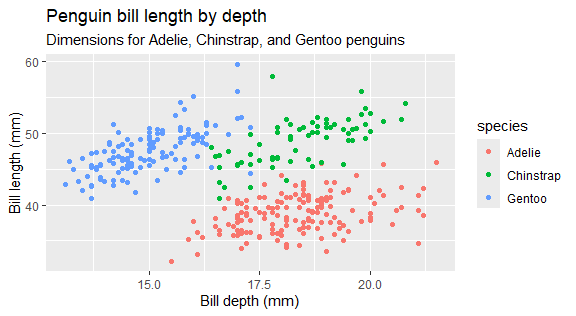 Penguin bill length by depth
Dimensions for Adelie, Chinstrap, and Gentoo penguins
Bill length (mm)
60
50
40
15.0
17.5
20.0
Bill depth (mm)
species
Adelie
Chinstrap
Gentoo